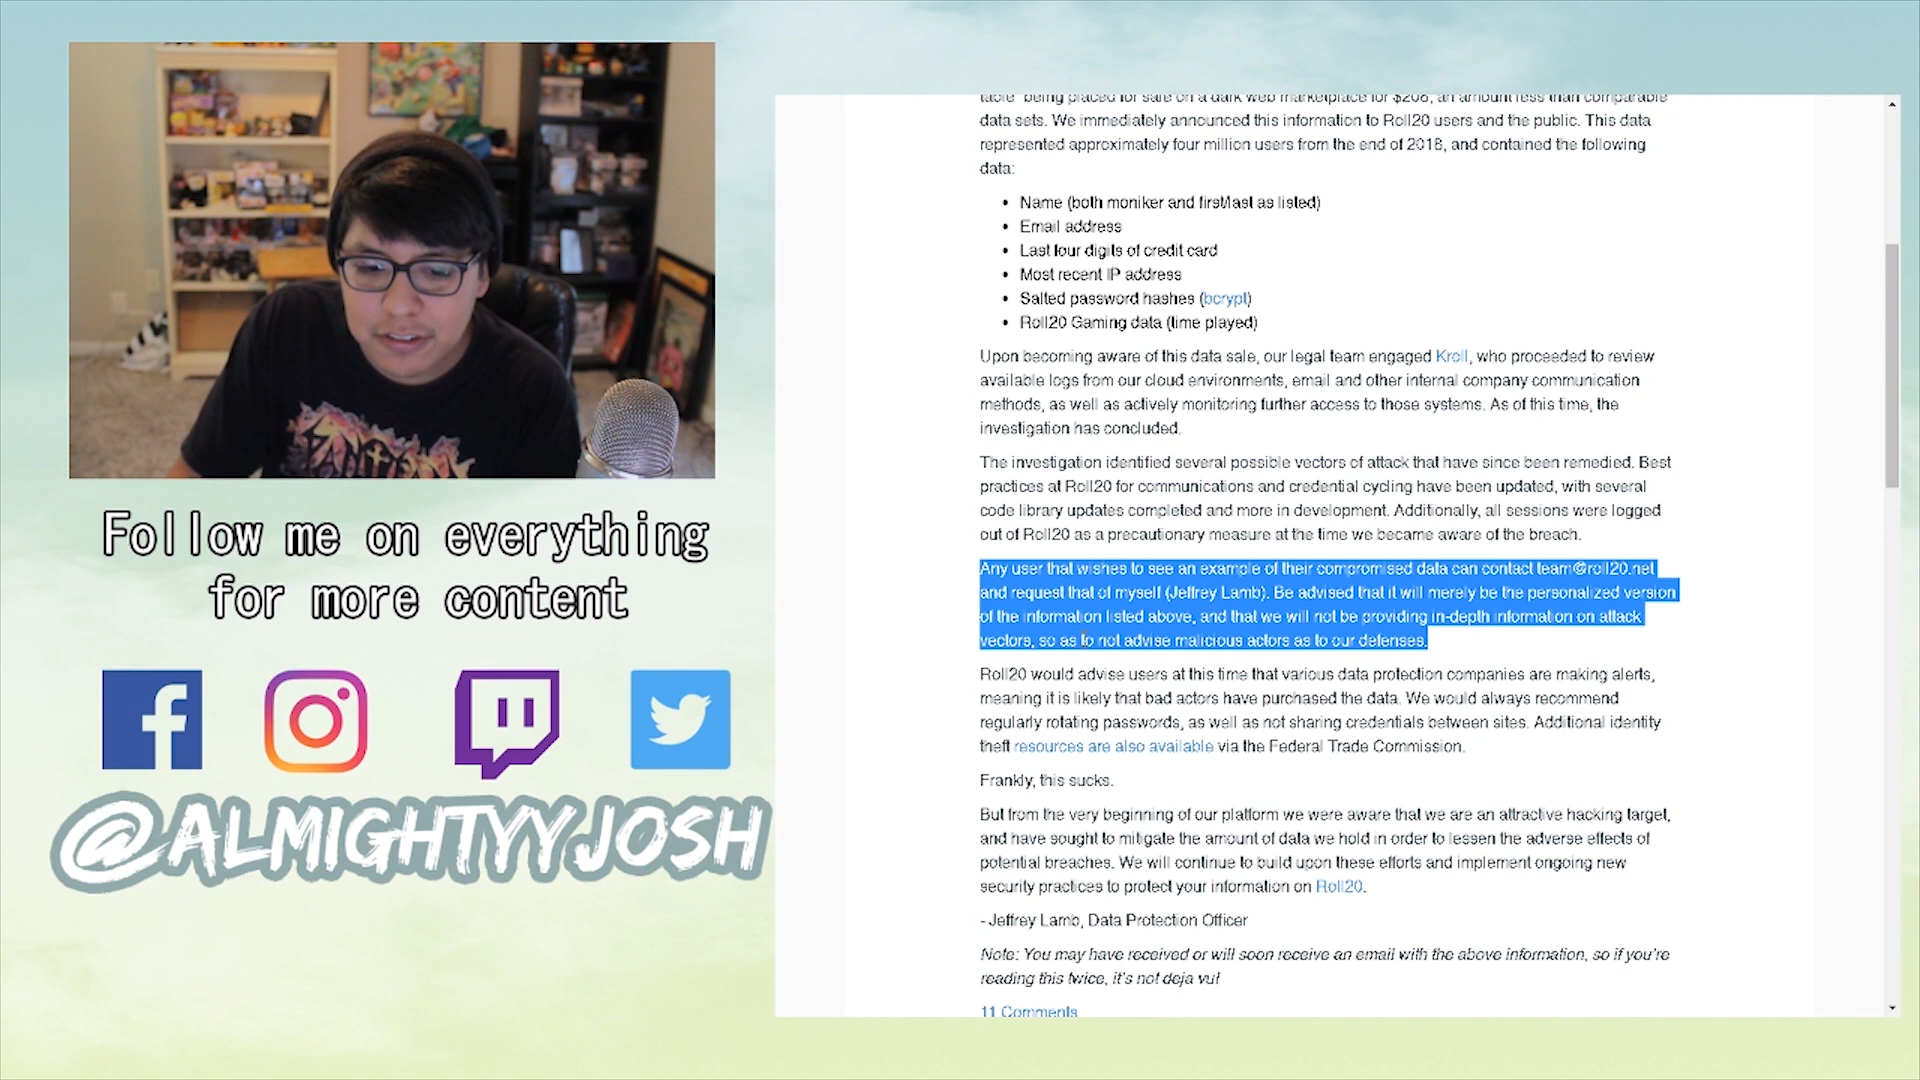 Follow me on everything
for more content
@ALMIGHTYYJOSH
table" being placed for sale on a dark web marketplace for $208, an amount less than comparable
data sets. We immediately announced this information to Roll20 users and the public. This data
represented approximately four million users from the end of 2018, and contained the following
data:
• Name (both moniker and first/last as listed)
• Email address
• Last four digits of credit card
• Most recent IP address
• Salted password hashes (bcrypt)
• Roll20 Gaming data (time played)
Upon becoming aware of this data sale, our legal team engaged Kroll, who proceeded to review
available logs from our cloud environments, email and other internal company communication
methods, as well as actively monitoring further access to those systems. As of this time, the
investigation has concluded.
The investigation identified several possible vectors of attack that have since been remedied. Best
practices at Roll20 for communications and credential cycling have been updated, with several
code library updates completed and more in development. Additionally, all sessions were logged
out of Roll20 as a precautionary measure at the time we became aware of the breach.
Any user that wishes to see an example of their compromised data can contact team@roll20.net
and request that of myself (Jeffrey Lamb). Be advised that it will merely be the personalized version
of the information listed above, and that we will not be providing in-depth information on attack
vectors, so as to not advise malicious actors as to our defenses.
Roll20 would advise users at this time that various data protection companies are making alerts,
meaning it is likely that bad actors have purchased the data. We would always recommend
regularly rotating passwords, as well as not sharing credentials between sites. Additional identity
theft resources are also available via the Federal Trade Commission.
Frankly, this sucks.
But from the very beginning of our platform we were aware that we are an attractive hacking target,
and have sought to mitigate the amount of data we hold in order to lessen the adverse effects of
potential breaches. We will continue to build upon these efforts and implement ongoing new
security practices to protect your information on Roll20.
- Jeffrey Lamb, Data Protection Officer
Note: You may have received or will soon receive an email with the above information, so if you're
reading this twice, it's not deja vu!
11 Comments